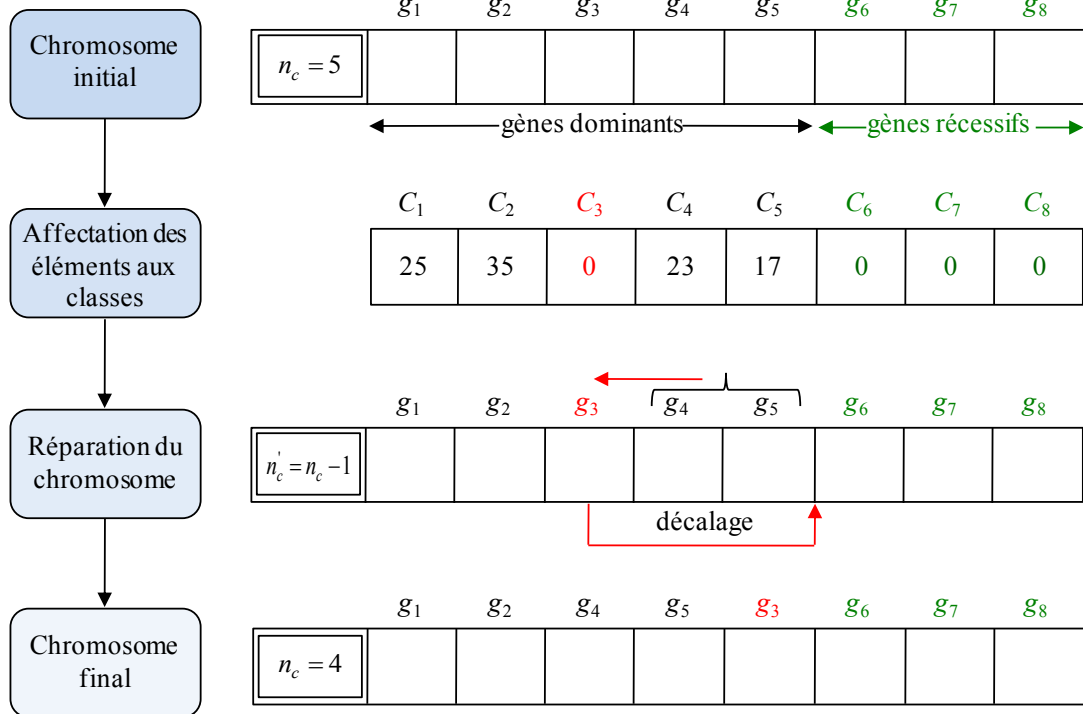 g1 g2 g3 g4 g5 g6 g7 g8
Chromosome
initial
nc = 5
gènes dominants gènes récessifs
C1 C2 C3 C4 C5 C6 C7 C8
Affectation des
éléments aux
classes
25 35 0 23 17 0 0 0
g1 g2 g3 g4 g5 g6 g7 g8
Réparation du
chromosome
n'c = nc −1
décalage
g1 g2 g4 g5 g3 g6 g7 g8
Chromosome
final
nc = 4